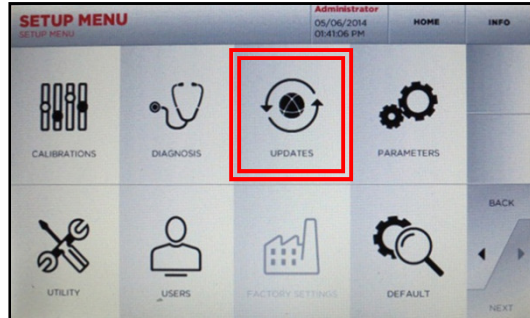 SETUP MENU
SETUP MENU
Administrator
05/06/2014
01:41:06 PM
HOME
INFO
CALIBRATIONS
DIAGNOSIS
UPDATES
PARAMETERS
BACK
UTILITY
USERS
FACTORY SETTINGS
DEFAULT
NEXT